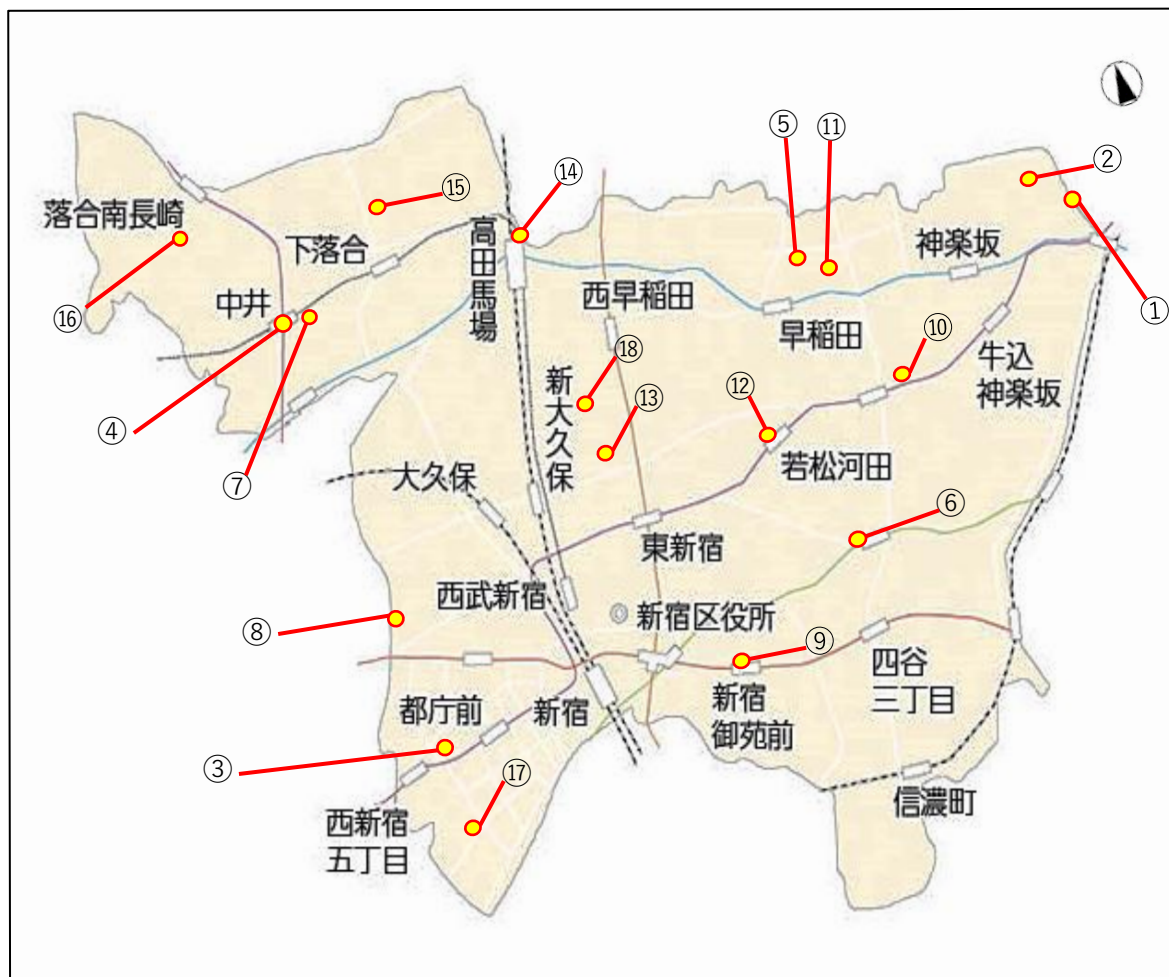 ⑤
⑪
②
⑭
⑮
落合南長崎
下落合
高田馬場
神楽坂
中井
西早稲田
早稲田
①
⑯
⑱
⑩
牛込
神楽坂
④
⑬
⑫
新大久保
若松河田
⑦
大久保
⑥
東新宿
西武新宿
新宿区役所
⑧
⑨
四谷
三丁目
都庁前
新宿
新宿
御苑前
③
⑰
西新宿
五丁目
信濃町